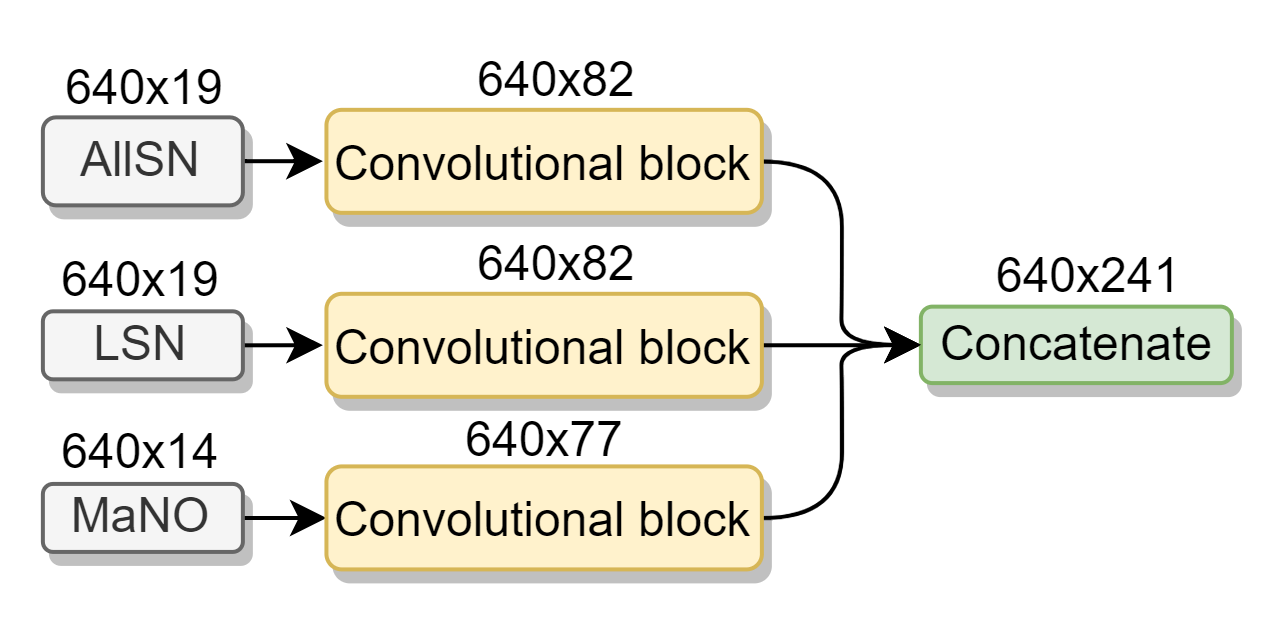 640x19
AllSN
640x82
Convolutional block
640x19
LSN
640x82
Convolutional block
640x14
MaNO
640x77
Convolutional block
640x241
Concatenate